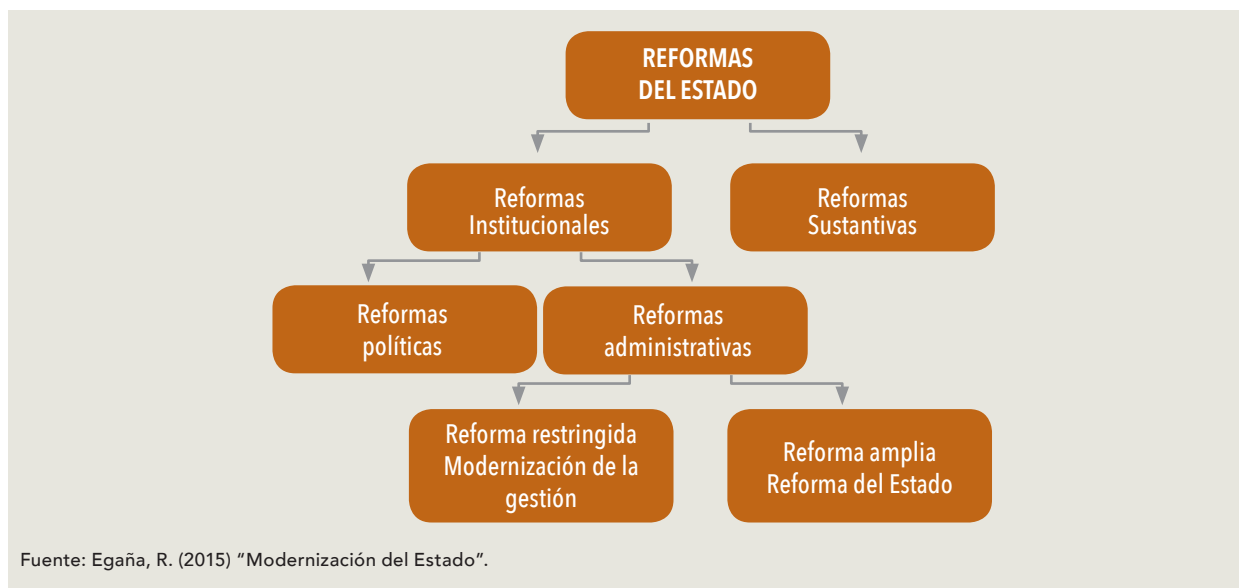 REFORMAS
DEL ESTADO
Reformas
Institucionales
Reformas
Sustantivas
Reformas
políticas
Reformas
administrativas
Reforma restringida
Modernización de la
gestión
Reforma amplia
Reforma del Estado
Fuente: Egaña, R. (2015) “Modernización del Estado”.